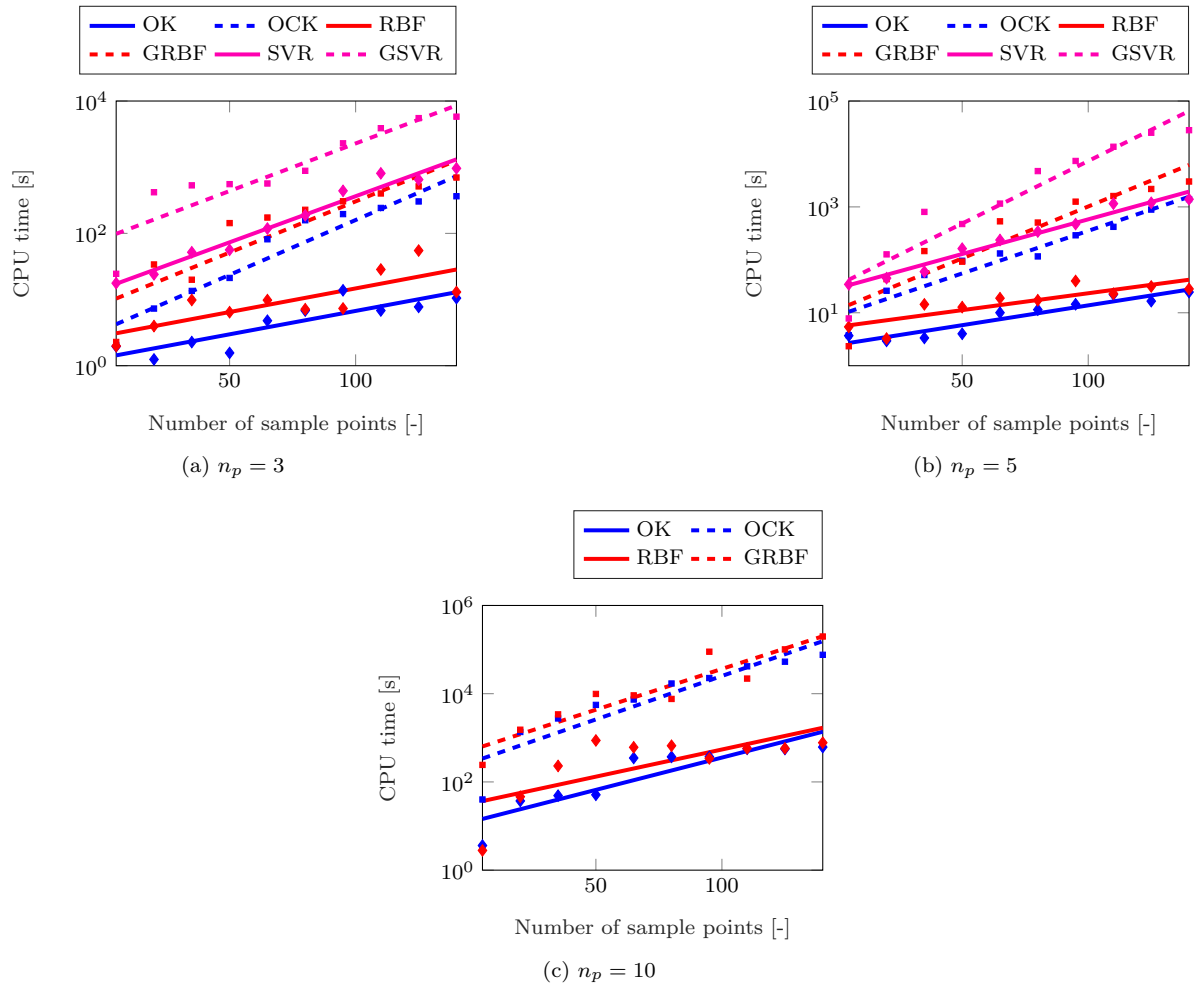 OK OCK RBF
GRBF SVR GSVR
10^4
10^2
10^0
CPU time [s]
50 100
Number of sample points [-]
(a) n_p = 3
OK OCK RBF
GRBF SVR GSVR
10^5
10^3
10^1
CPU time [s]
50 100
Number of sample points [-]
(b) n_p = 5
OK OCK
RBF GRBF
10^6
10^4
10^2
10^0
CPU time [s]
50 100
Number of sample points [-]
(c) n_p = 10